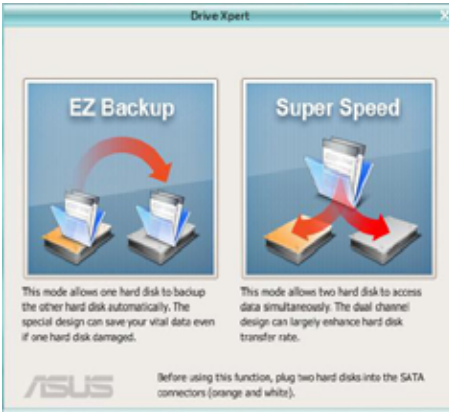 Drive Xpert
X
EZ Backup
Super Speed
This mode allows one hard disk to backup
the other hard disk automatically. The
special design can save your vital data even
if one hard disk damaged.
This mode allows two hard disk to access
data simultaneously. The dual channel
design can largely enhance hard disk
transfer rate.
ASUS
Before using this function, plug two hard disks into the SATA
connectors (orange and white).